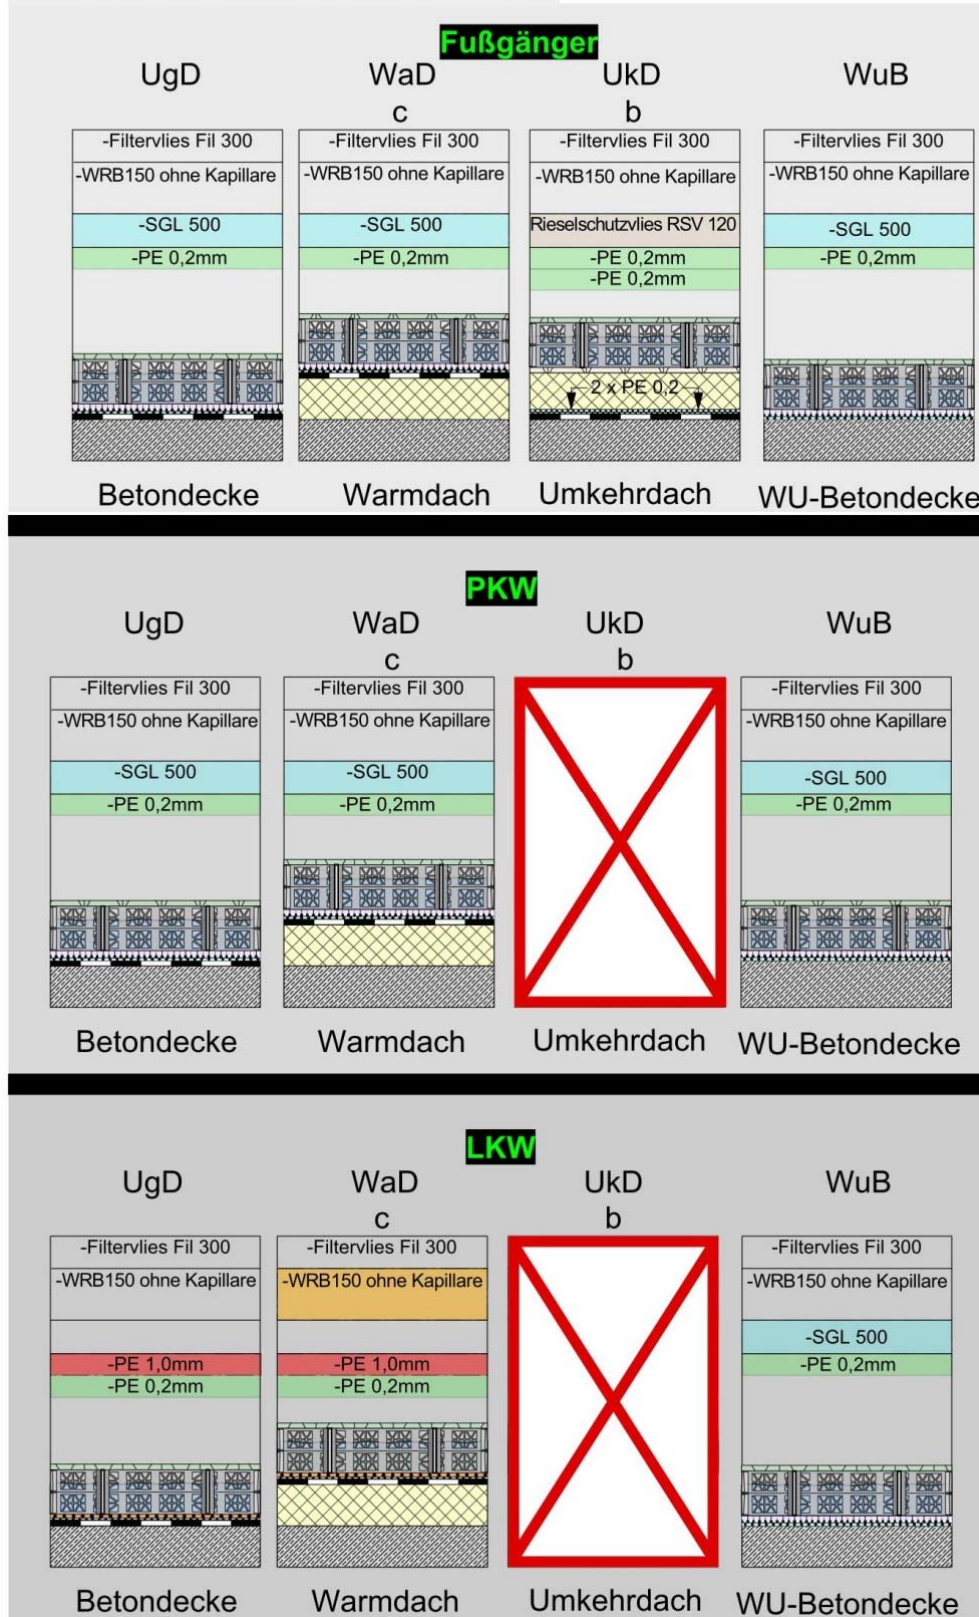 Fußgänger
UgD
WaD
UkD
WuB
c
b
-Filtervlies Fil 300
-WRB150 ohne Kapillare
-SGL 500
-PE 0,2mm
Betondecke
-Filtervlies Fil 300
-WRB150 ohne Kapillare
-SGL 500
-PE 0,2mm
Warmdach
-Filtervlies Fil 300
-WRB150 ohne Kapillare
Rieselschutzvlies RSV 120
-PE 0,2mm
-PE 0,2mm
2 x PE 0,2
Umkehrdach
-Filtervlies Fil 300
-WRB150 ohne Kapillare
-SGL 500
-PE 0,2mm
WU-Betondecke
PKW
UgD
WaD
UkD
WuB
c
b
-Filtervlies Fil 300
-WRB150 ohne Kapillare
-SGL 500
-PE 0,2mm
Betondecke
-Filtervlies Fil 300
-WRB150 ohne Kapillare
-SGL 500
-PE 0,2mm
Warmdach
Umkehrdach
-Filtervlies Fil 300
-WRB150 ohne Kapillare
-SGL 500
-PE 0,2mm
WU-Betondecke
LKW
UgD
WaD
UkD
WuB
c
b
-Filtervlies Fil 300
-WRB150 ohne Kapillare
-PE 1,0mm
-PE 0,2mm
Betondecke
-Filtervlies Fil 300
-WRB150 ohne Kapillare
-PE 1,0mm
-PE 0,2mm
Warmdach
Umkehrdach
-Filtervlies Fil 300
-WRB150 ohne Kapillare
-SGL 500
-PE 0,2mm
WU-Betondecke